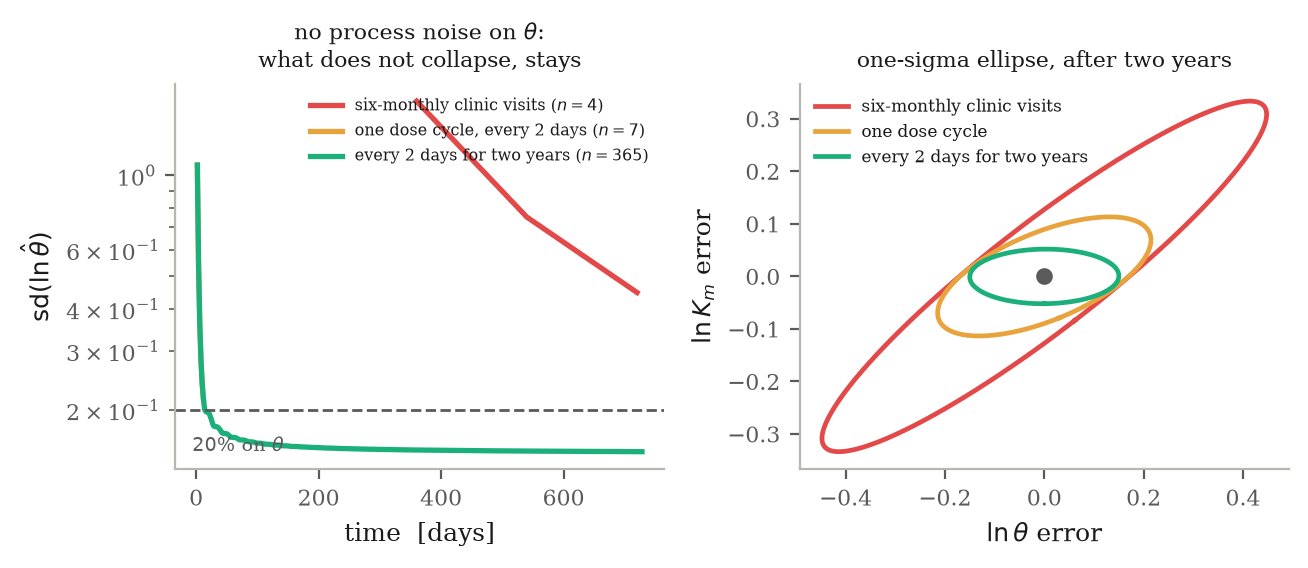 no process noise on θ:
what does not collapse, stays
six-monthly clinic visits (n = 4)
one dose cycle, every 2 days (n = 7)
every 2 days for two years (n = 365)
10⁰
6 × 10⁻¹
4 × 10⁻¹
3 × 10⁻¹
2 × 10⁻¹
sd(ln θ̂)
20% on θ
0 200 400 600
time [days]
one-sigma ellipse, after two years
six-monthly clinic visits
one dose cycle
every 2 days for two years
0.3
0.2
0.1
0.0
−0.1
−0.2
−0.3
ln Kₘ error
−0.4 −0.2 0.0 0.2 0.4
ln θ error